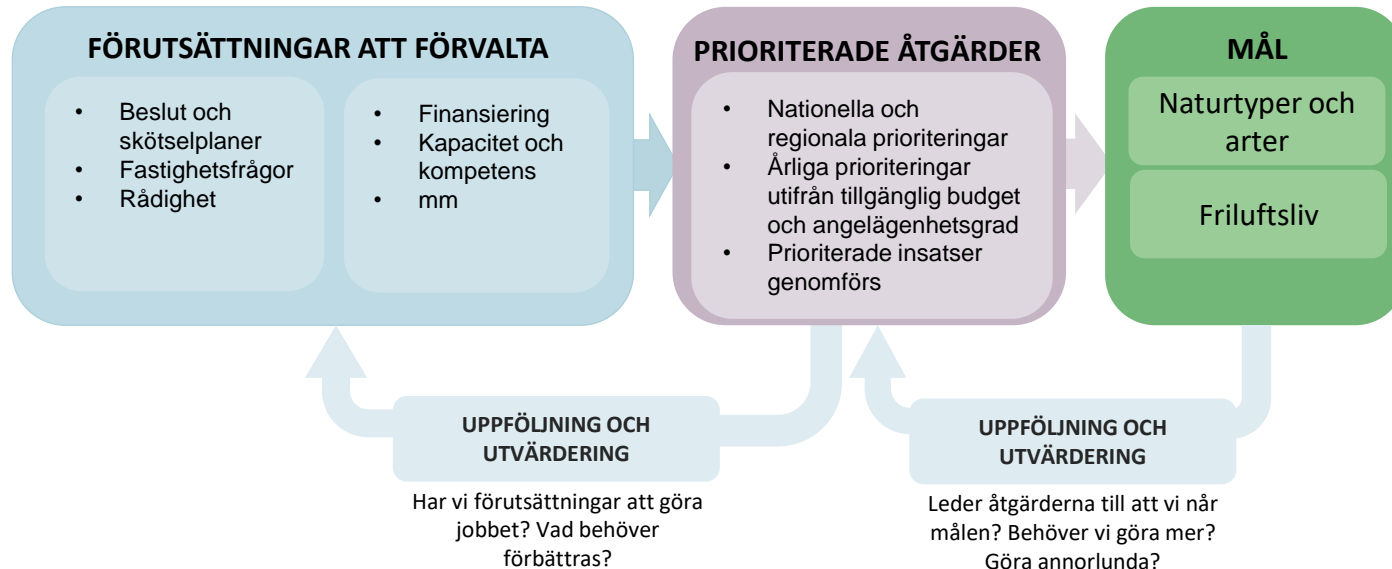 FÖRUTSÄTTNINGAR ATT FÖRVALTA
• Beslut och
skötselplaner
• Fastighetsfrågor
• Rådighet
• Finansiering
• Kapacitet och
kompetens
• mm
PRIORITERADE ÅTGÄRDER
• Nationella och
regionala prioriteringar
• Årliga prioriteringar
utifrån tillgänglig budget
och angelägenhetsgrad
• Prioriterade insatser
genomförs
MÅL
Naturtyper och
arter
Friluftsliv
UPPFÖLJNING OCH
UTVÄRDERING
Har vi förutsättningar att göra
jobbet? Vad behöver
förbättras?
UPPFÖLJNING OCH
UTVÄRDERING
Leder åtgärderna till att vi når
målen? Behöver vi göra mer?
Göra annorlunda?